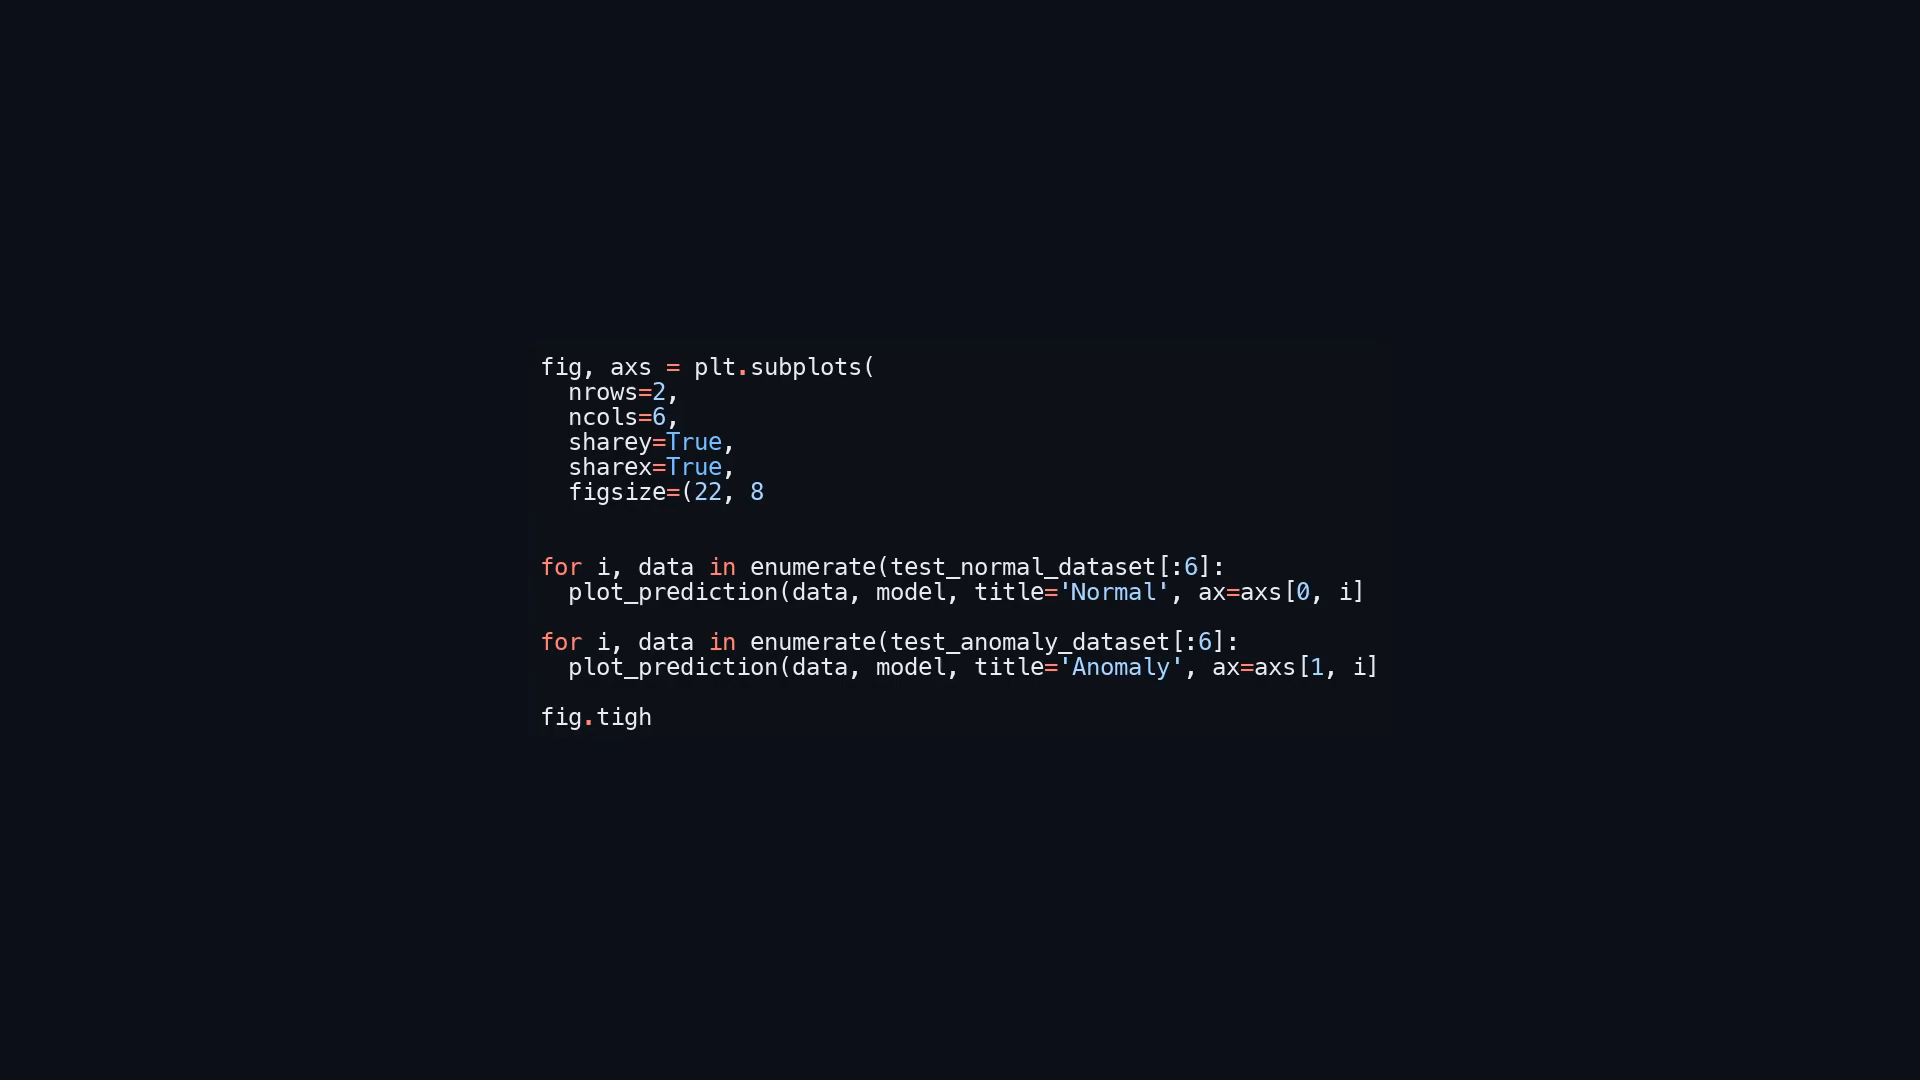 fig, axs = plt.subplots(
  nrows=2,
  ncols=6,
  sharey=True,
  sharex=True,
  figsize=(22, 8
for i, data in enumerate(test_normal_dataset[:6]:
  plot_prediction(data, model, title='Normal', ax=axs[0, i]
for i, data in enumerate(test_anomaly_dataset[:6]:
  plot_prediction(data, model, title='Anomaly', ax=axs[1, i]
fig.tigh